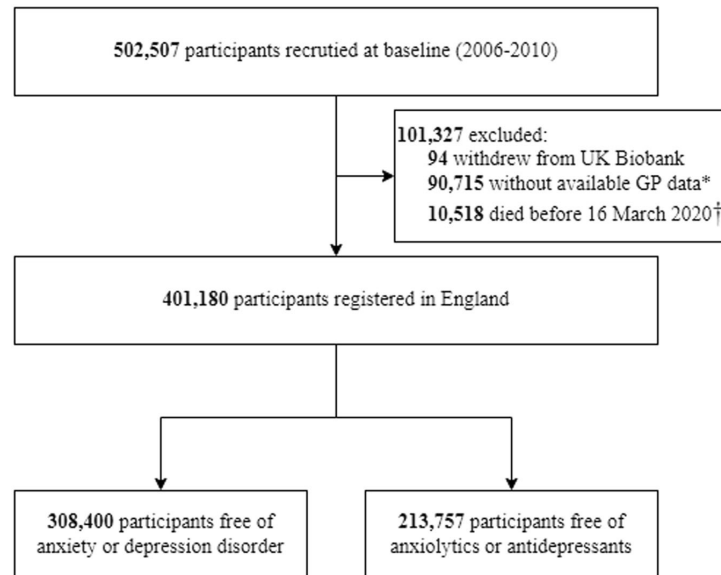 502,507 participants recrutied at baseline (2006-2010)
101,327 excluded:
94 withdrew from UK Biobank
90,715 without available GP data*
10,518 died before 16 March 2020†
401,180 participants registered in England
308,400 participants free of
anxiety or depression disorder
213,757 participants free of
anxiolytics or antidepressants